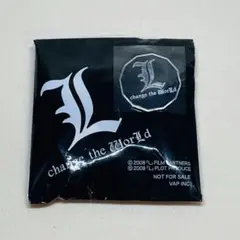 L
change the WorLd
L
change the WorLd
©2008 "L" FILM PARTNERS
©2008 "L" PLOT PRODUCE
NOT FOR SALE
VAP INC.